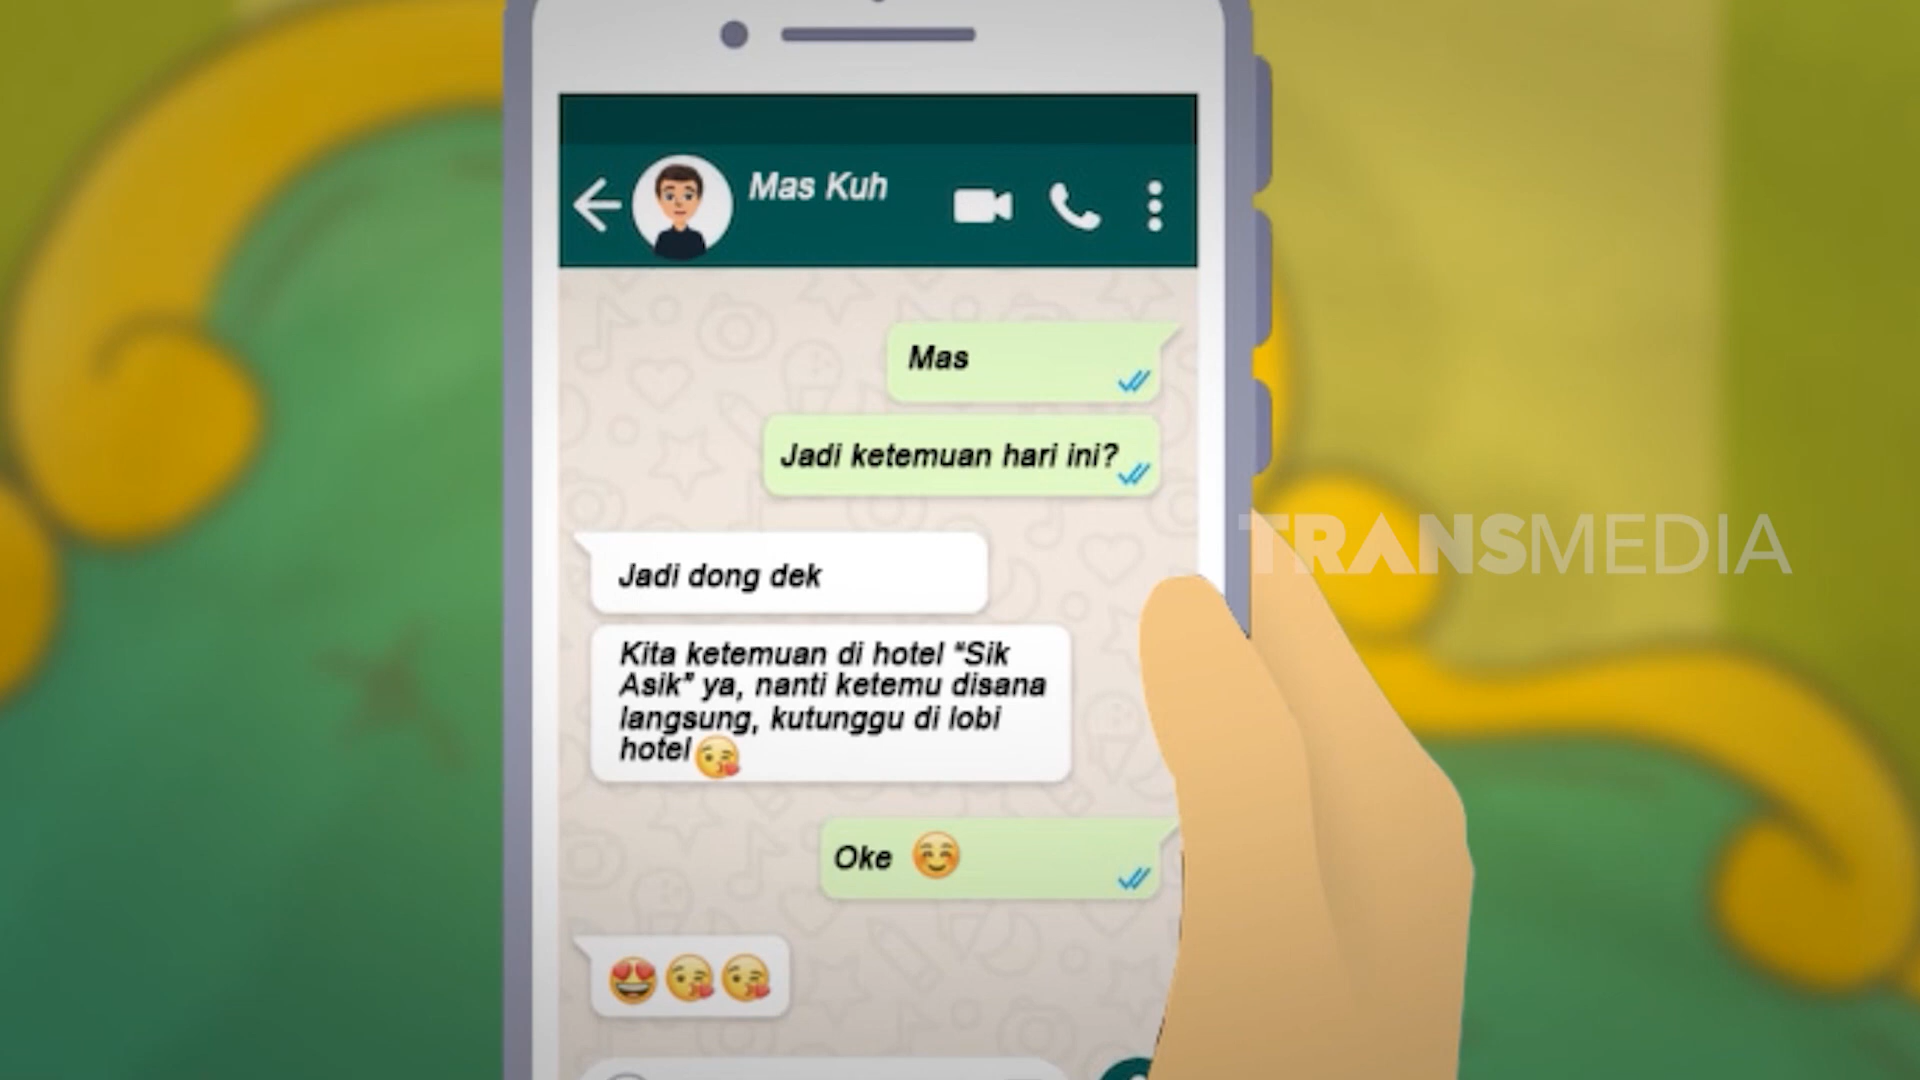 Mas Kuh
Mas
Jadi ketemuan hari ini?
TRANSMEDIA
Jadi dong dek
Kita ketemuan di hotel “Sik
Asik” ya, nanti ketemu disana
langsung, kutunggu di lobi
hotel😘
Oke ☺️
😍😘😘